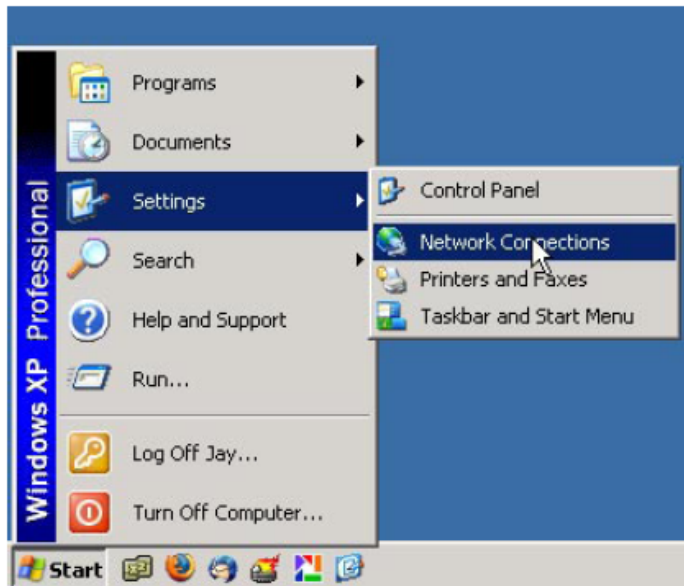 Programs
Documents
Settings
Search
Help and Support
Run...
Log Off Jay...
Turn Off Computer...
Windows XP Professional
Control Panel
Network Connections
Printers and Faxes
Taskbar and Start Menu
Start